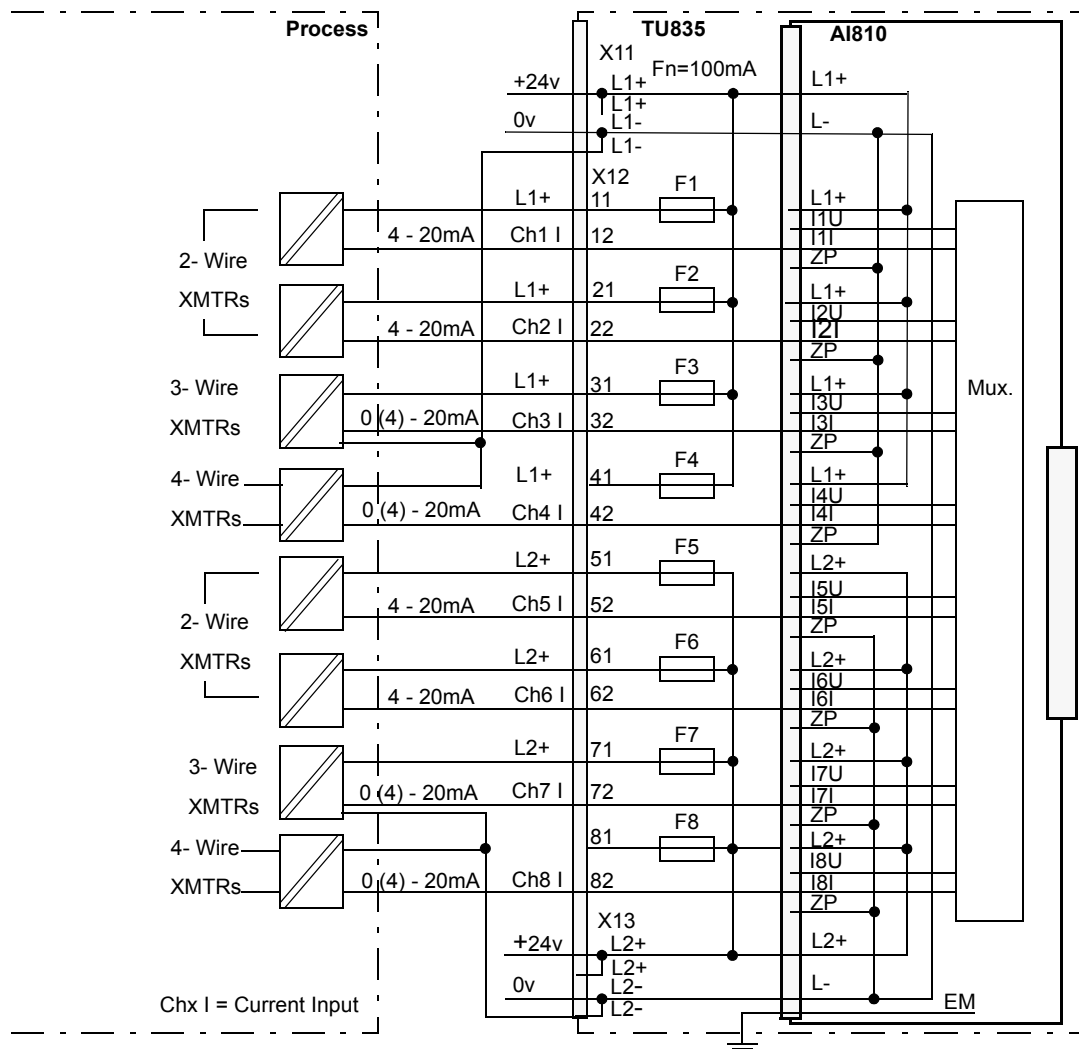 Process TU835 AI810
X11
Fn=100mA
+24v L1+ L1+
L1+
0v L1- L-
L1-
X12
L1+ 11 F1 L1+
I1U
4 - 20mA Ch1 I 12 I1I
2- Wire ZP
XMTRs L1+ 21 F2 L1+
I2U
4 - 20mA Ch2 I 22 I2I
ZP
3- Wire L1+ 31 F3 L1+
Mux.
I3U
XMTRs 0 (4) - 20mA Ch3 I 32 I3I
ZP
4- Wire L1+ 41 F4 L1+
I4U
XMTRs 0 (4) - 20mA Ch4 I 42 I4I
ZP
L2+ 51 F5 L2+
I5U
4 - 20mA Ch5 I 52 I5I
2- Wire ZP
XMTRs L2+ 61 F6 L2+
I6U
4 - 20mA Ch6 I 62 I6I
ZP
3- Wire L2+ 71 F7 L2+
I7U
XMTRs 0 (4) - 20mA Ch7 I 72 I7I
ZP
4- Wire 81 F8 L2+
I8U
XMTRs 0 (4) - 20mA Ch8 I 82 I8I
ZP
X13
+24v L2+ L2+
L2+
0v L2- L-
L2-
Chx I = Current Input EM